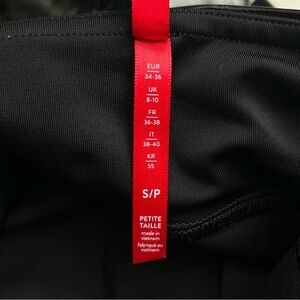 EUR
34-36
UK
8-10
FR
36-38
IT
38-40
KR
55
S/P
PETITE
TAILLE
made in
vietnam
fabriqué au
vietnam